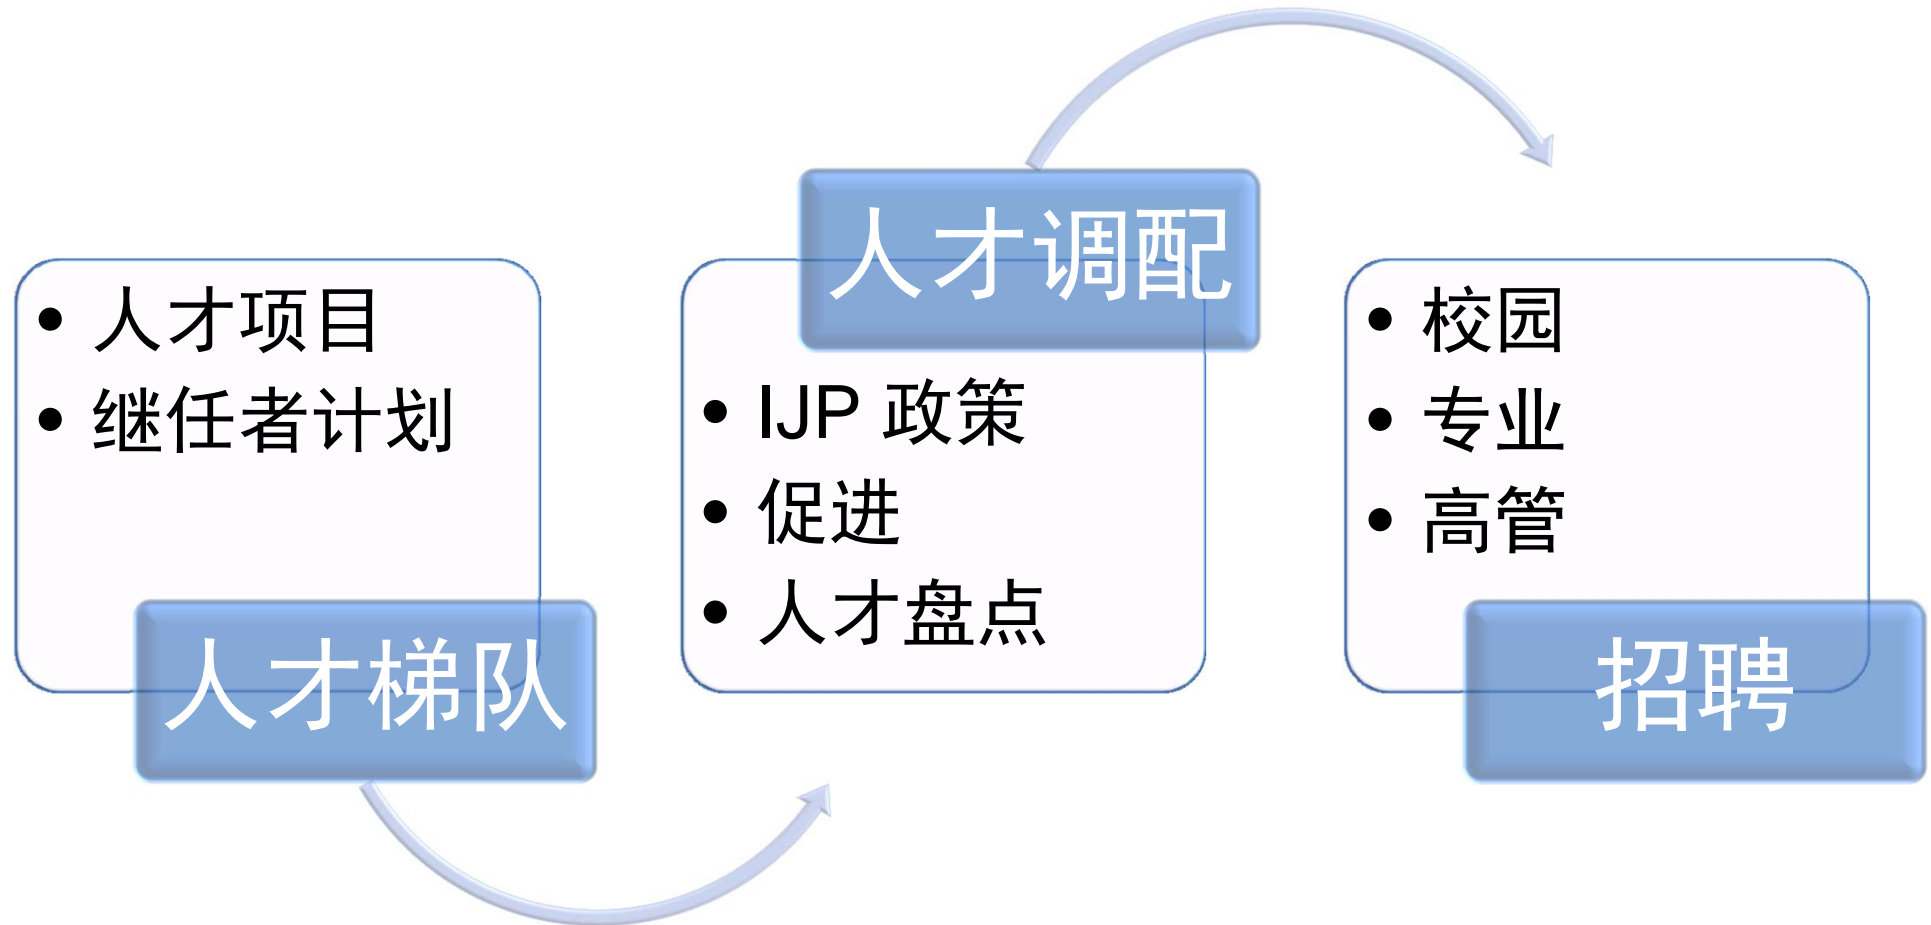 人才项目
继任者计划
人才梯队
人才调配
IJP 政策
促进
人才盘点
校园
专业
高管
招聘